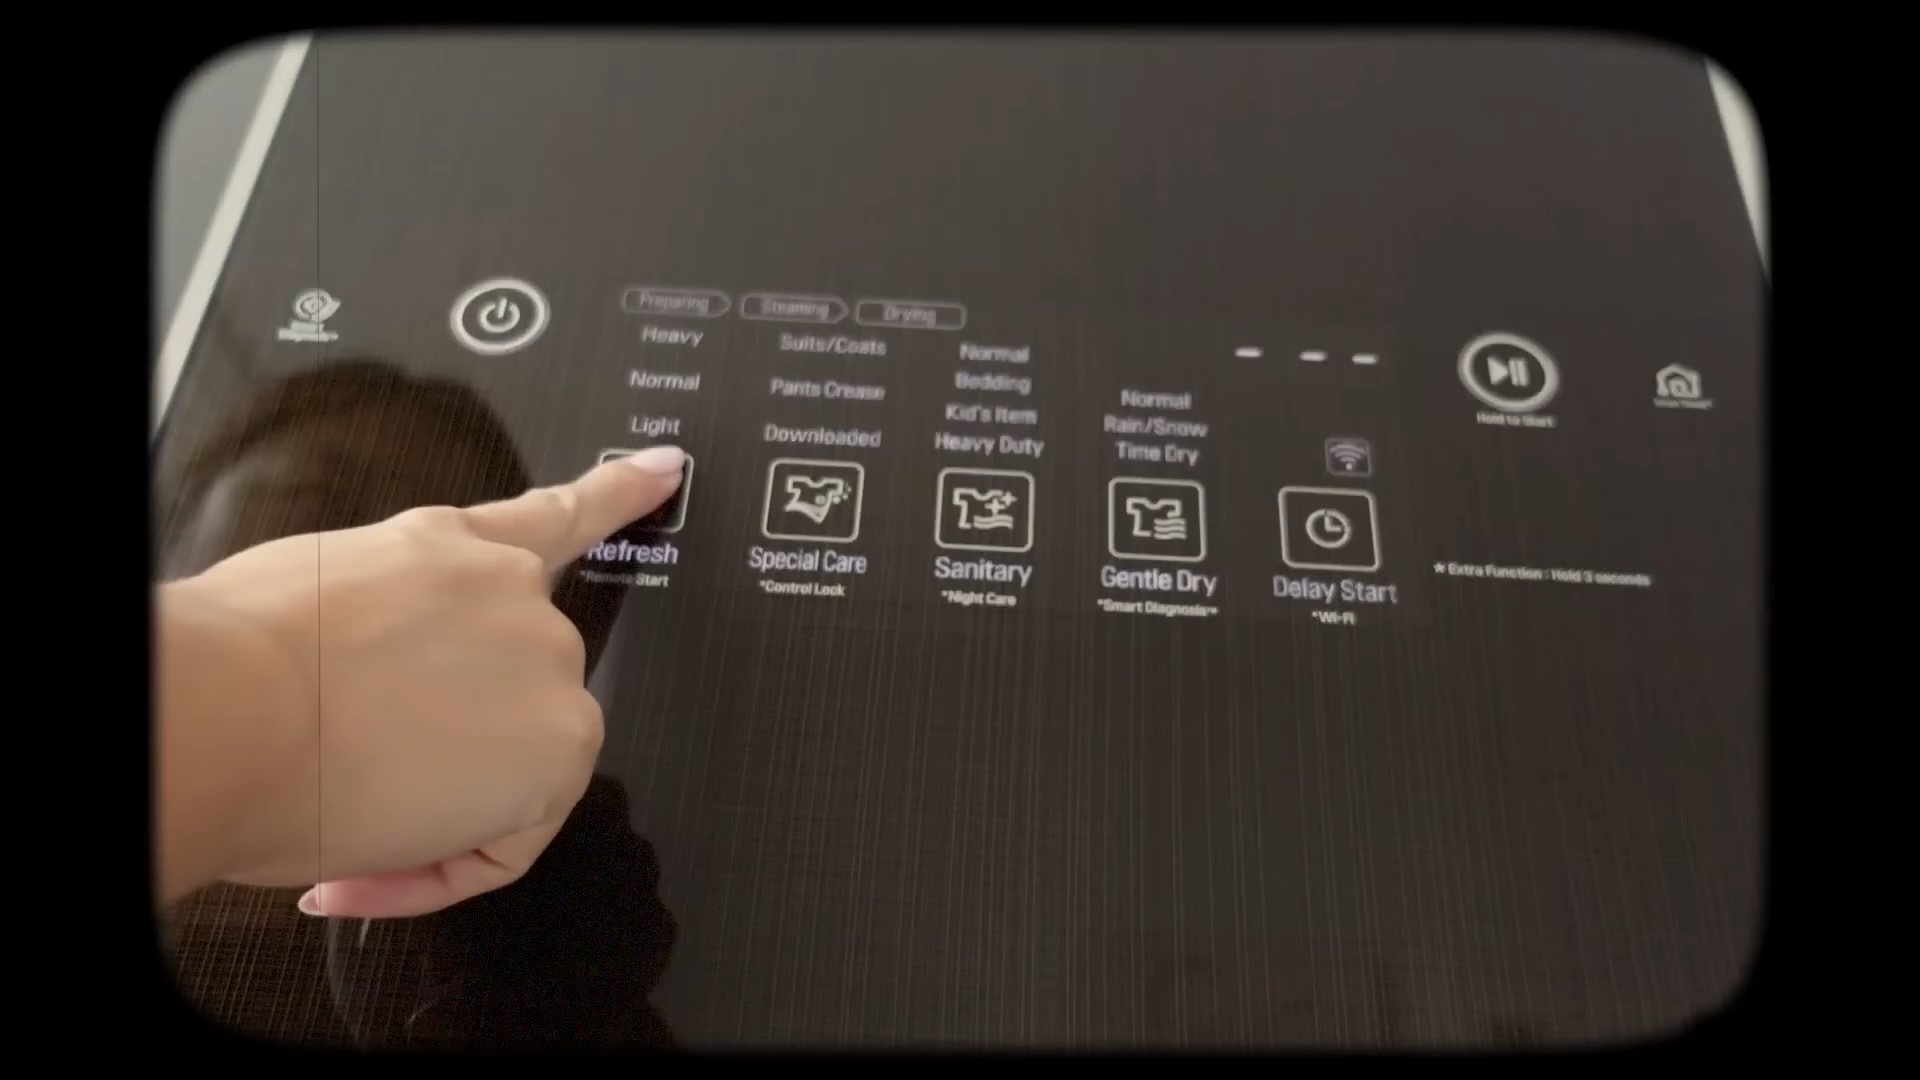 Preparing Steaming Drying
Heavy
Normal
Light
Refresh
*Remote Start
Suits/Coats
Pants Crease
Downloaded
Special Care
*Control Lock
Normal
Bedding
Kid's Item
Heavy Duty
Sanitary
*Night Care
Normal
Rain/Snow
Time Dry
Gentle Dry
*Smart Diagnosis™
Delay Start
*Wi-Fi
Hold to Start
* Extra Function : Hold 3 seconds